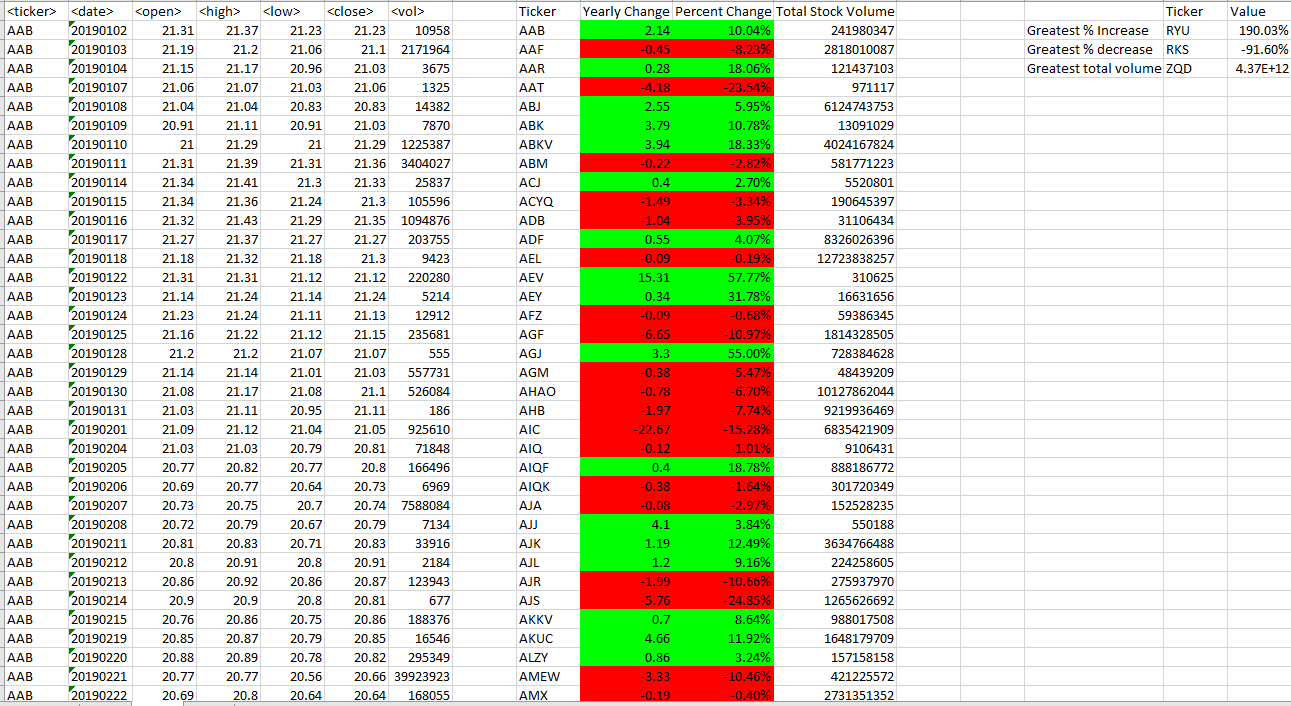 <ticker> <date> <open> <high> <low> <close> <vol> Ticker Yearly Change Percent Change Total Stock Volume Ticker Value
AAB 20190102 21.31 21.37 21.23 21.23 10958 AAB 2.14 10.04% 241980347 Greatest % Increase RYU 190.03%
AAB 20190103 21.19 21.2 21.06 21.1 2171964 AAF -0.45 -8.23% 2818010087 Greatest % decrease RKS -91.60%
AAB 20190104 21.15 21.17 20.96 21.03 3675 AAR 0.28 18.06% 121437103 Greatest total volume ZQD 4.37E+12
AAB 20190107 21.06 21.07 21.03 21.06 1325 AAT -4.18 -23.54% 971117
AAB 20190108 21.04 21.04 20.83 20.83 14382 ABJ 2.55 5.95% 6124743753
AAB 20190109 20.91 21.11 20.91 21.03 7870 ABK 3.79 10.78% 13091029
AAB 20190110 21 21.29 21 21.29 1225387 ABKV 3.94 18.33% 4024167824
AAB 20190111 21.31 21.39 21.31 21.36 3404027 ABM -0.22 -2.82% 581771223
AAB 20190114 21.34 21.41 21.3 21.33 25837 ACJ 0.4 2.70% 5520801
AAB 20190115 21.34 21.36 21.24 21.3 105596 ACYQ -1.49 -3.34% 190645397
AAB 20190116 21.32 21.43 21.29 21.35 1094876 ADB -1.04 -3.95% 31106434
AAB 20190117 21.27 21.37 21.27 21.27 203755 ADF 0.55 4.07% 8326026396
AAB 20190118 21.18 21.32 21.18 21.3 9423 AEL -0.09 -0.19% 12723838257
AAB 20190122 21.31 21.31 21.12 21.12 220280 AEV 15.31 57.77% 310625
AAB 20190123 21.14 21.24 21.14 21.24 5214 AEY 0.34 31.78% 16631656
AAB 20190124 21.23 21.24 21.11 21.13 12912 AFZ -0.09 -0.68% 59386345
AAB 20190125 21.16 21.22 21.12 21.15 235681 AGF -6.65 -10.97% 1814328505
AAB 20190128 21.2 21.2 21.07 21.07 555 AGJ 3.3 55.00% 728384628
AAB 20190129 21.14 21.14 21.01 21.03 557731 AGM -0.38 -5.47% 48439209
AAB 20190130 21.08 21.17 21.08 21.1 526084 AHAO -0.78 -6.70% 10127862044
AAB 20190131 21.03 21.11 20.95 21.11 186 AHB -1.97 -7.74% 9219936469
AAB 20190201 21.09 21.12 21.04 21.05 925610 AIC -22.67 -15.28% 6835421909
AAB 20190204 21.03 21.03 20.79 20.81 71848 AIQ -0.12 -1.01% 9106431
AAB 20190205 20.77 20.82 20.77 20.8 166496 AIQF 0.4 18.78% 888186772
AAB 20190206 20.69 20.77 20.64 20.73 6969 AIQK -0.38 -1.64% 301720349
AAB 20190207 20.73 20.75 20.7 20.74 7588084 AJA -0.08 -2.97% 152528235
AAB 20190208 20.72 20.79 20.67 20.79 7134 AJJ 4.1 3.84% 550188
AAB 20190211 20.81 20.83 20.71 20.83 33916 AJK 1.19 12.49% 3634766488
AAB 20190212 20.8 20.91 20.8 20.91 2184 AJL 1.2 9.16% 224258605
AAB 20190213 20.86 20.92 20.86 20.87 123943 AJR -1.99 -10.66% 275937970
AAB 20190214 20.9 20.9 20.8 20.81 677 AJS -5.76 -24.85% 1265626692
AAB 20190215 20.76 20.86 20.75 20.86 188376 AKKV 0.7 8.64% 988017508
AAB 20190219 20.85 20.87 20.79 20.85 16546 AKUC 4.66 11.92% 1648179709
AAB 20190220 20.88 20.89 20.78 20.82 295349 ALZY 0.86 3.24% 157158158
AAB 20190221 20.77 20.77 20.56 20.66 39923923 AMEW -3.33 -10.46% 421225572
AAB 20190222 20.69 20.8 20.64 20.64 168055 AMX -0.19 -0.40% 2731351352